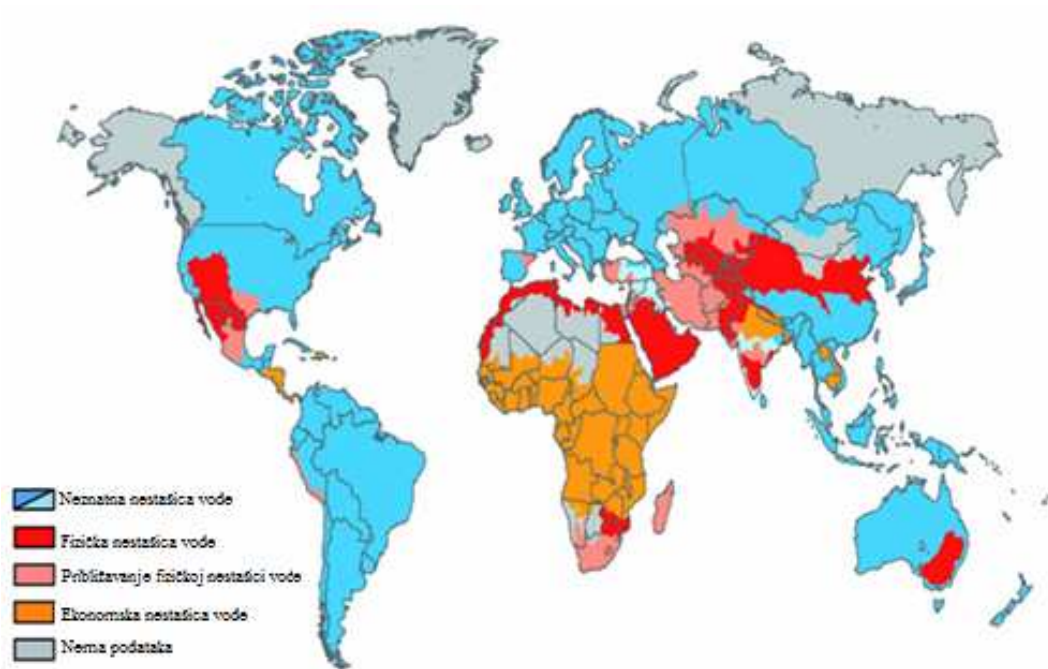 Neznatna nestašica vode
Fizička nestašica vode
Približavanje fizičkoj nestašici vode
Ekonomska nestašica vode
Nema podataka